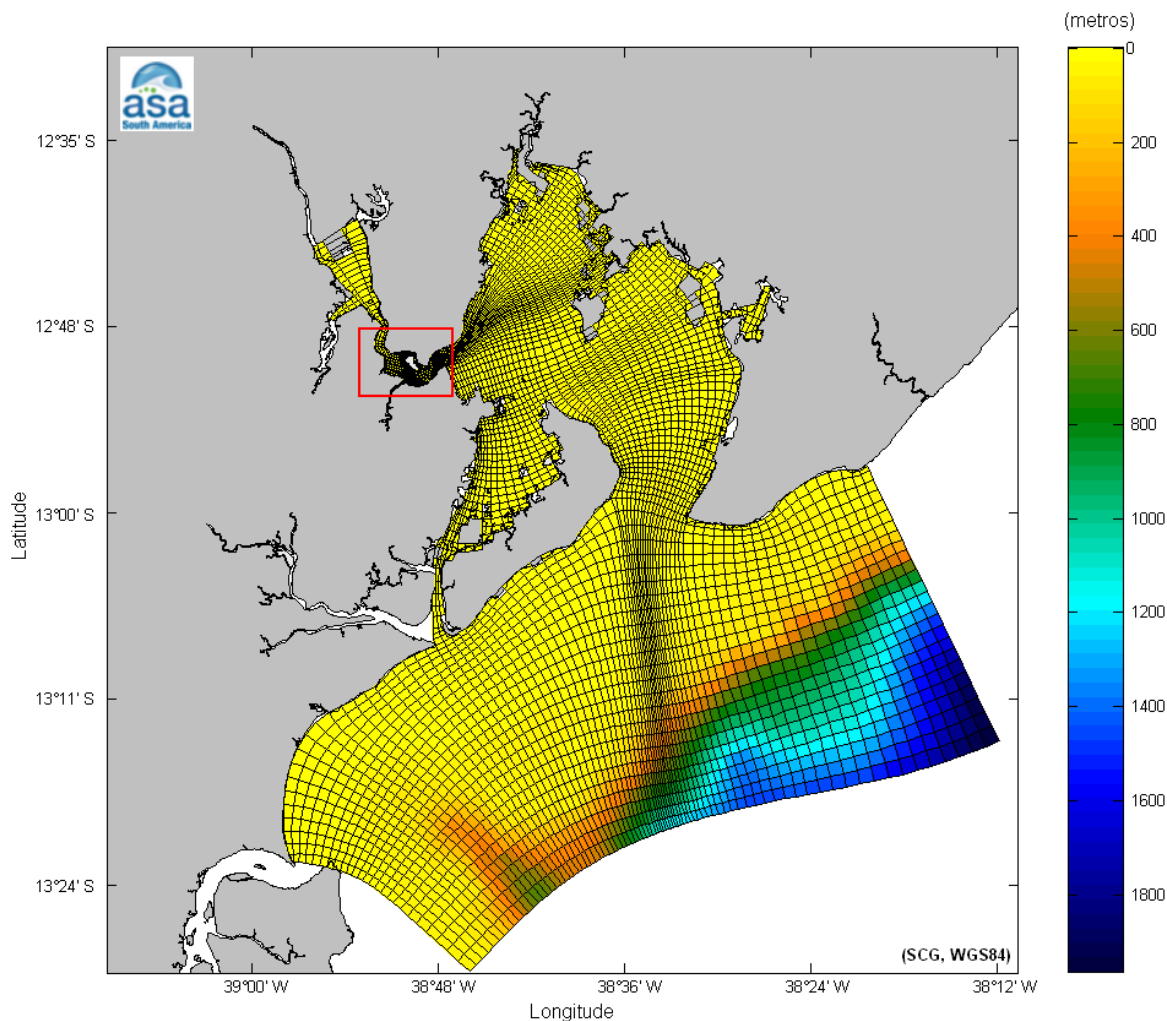 (metros)
asa
South America
0
200
400
600
800
1000
1200
1400
1600
1800
12°35' S
12°48' S
13°00' S
13°11' S
13°24' S
Latitude
(SCG, WGS84)
39°00' W
38°48' W
38°36' W
38°24' W
38°12' W
Longitude